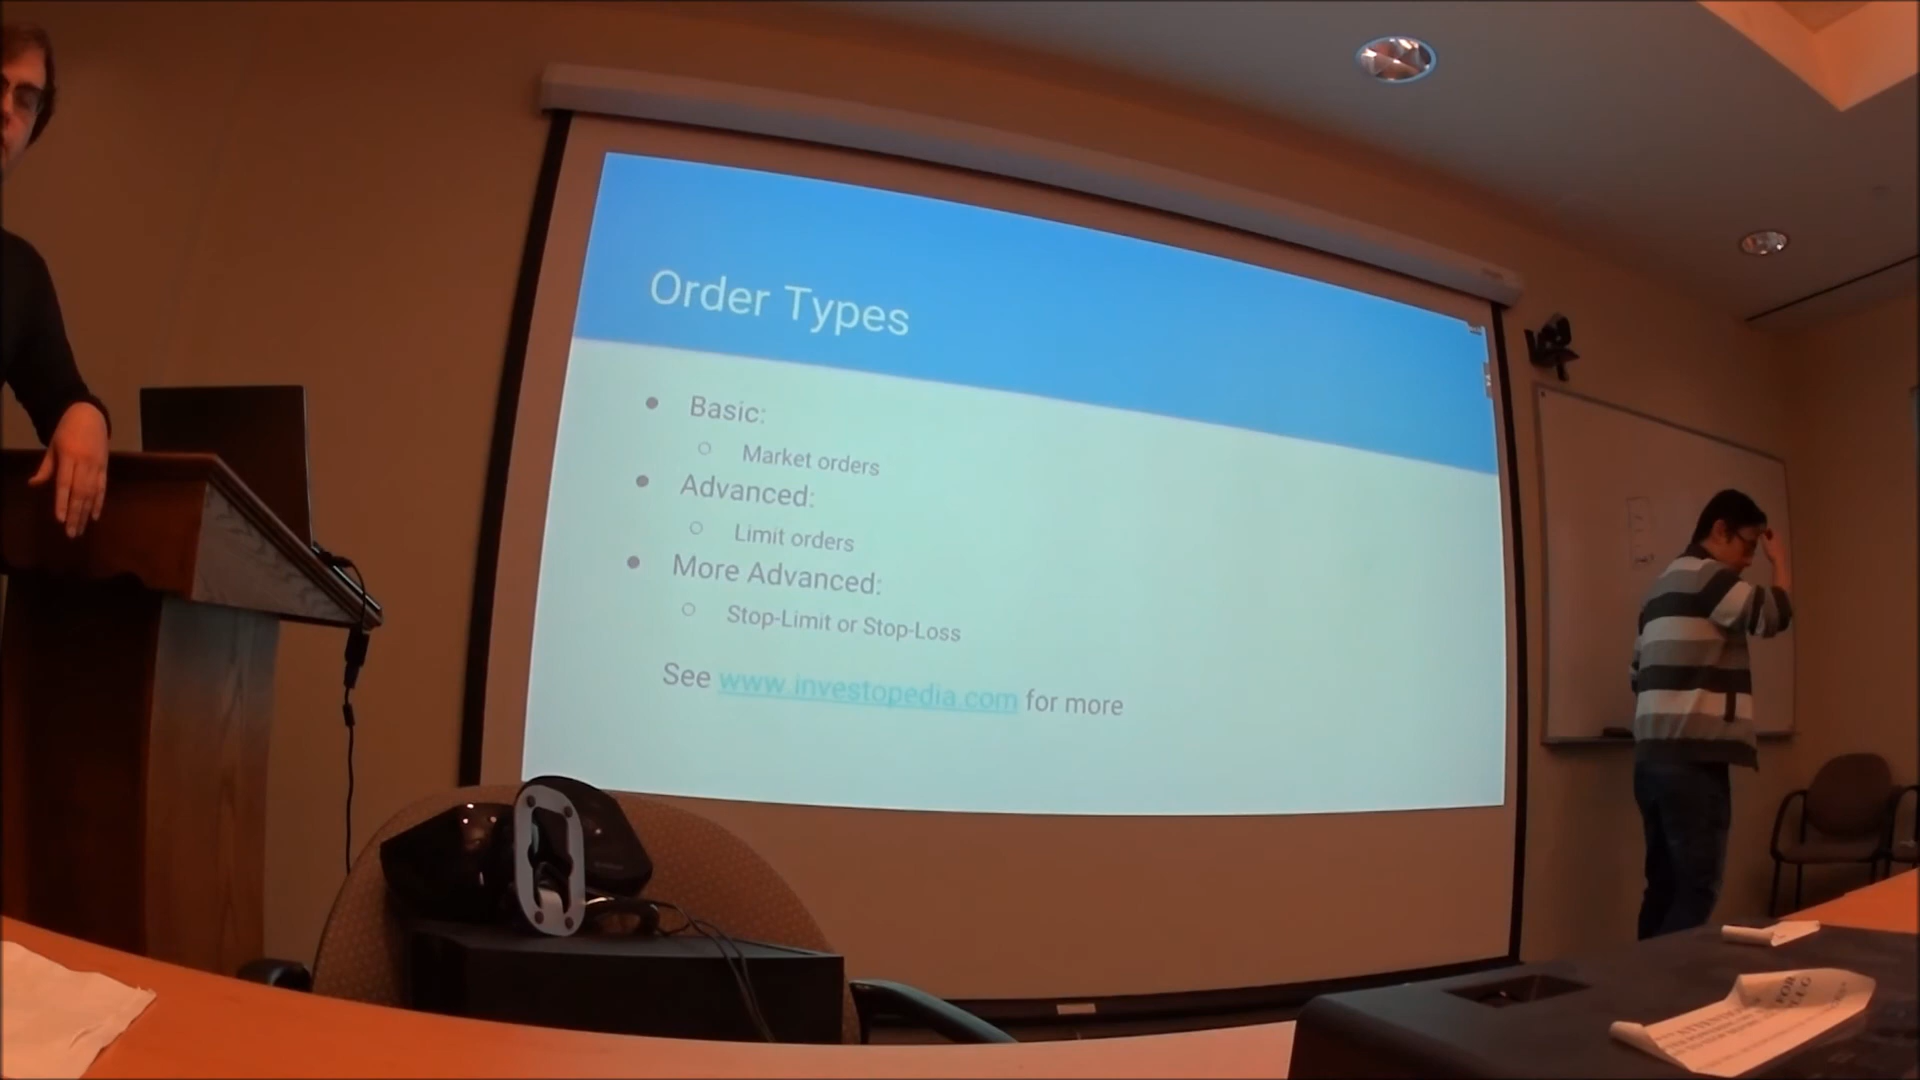 Order Types
Basic:
Market orders
Advanced:
Limit orders
More Advanced:
Stop-Limit or Stop-Loss
See www.investopedia.com for more